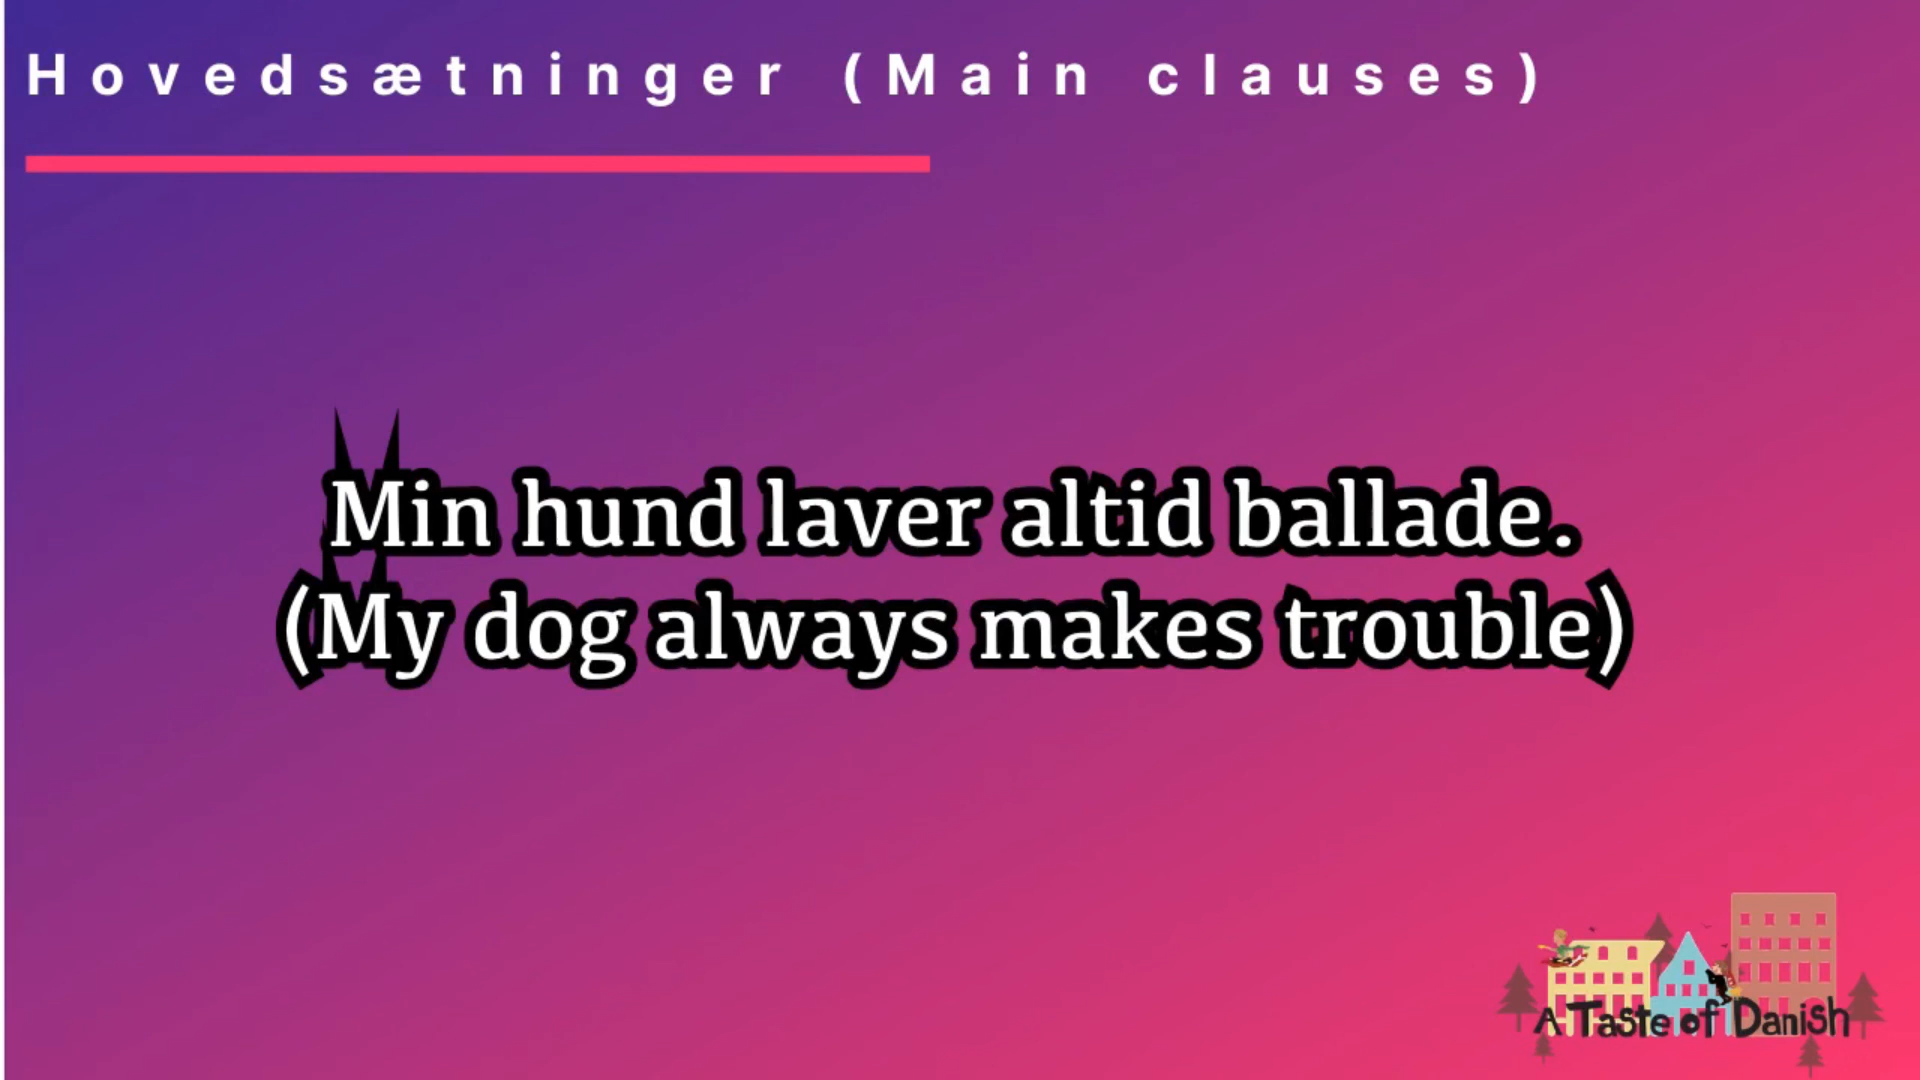 Hovedsætninger (Main clauses)
Min hund laver altid ballade.
(My dog always makes trouble)
A Taste of Danish